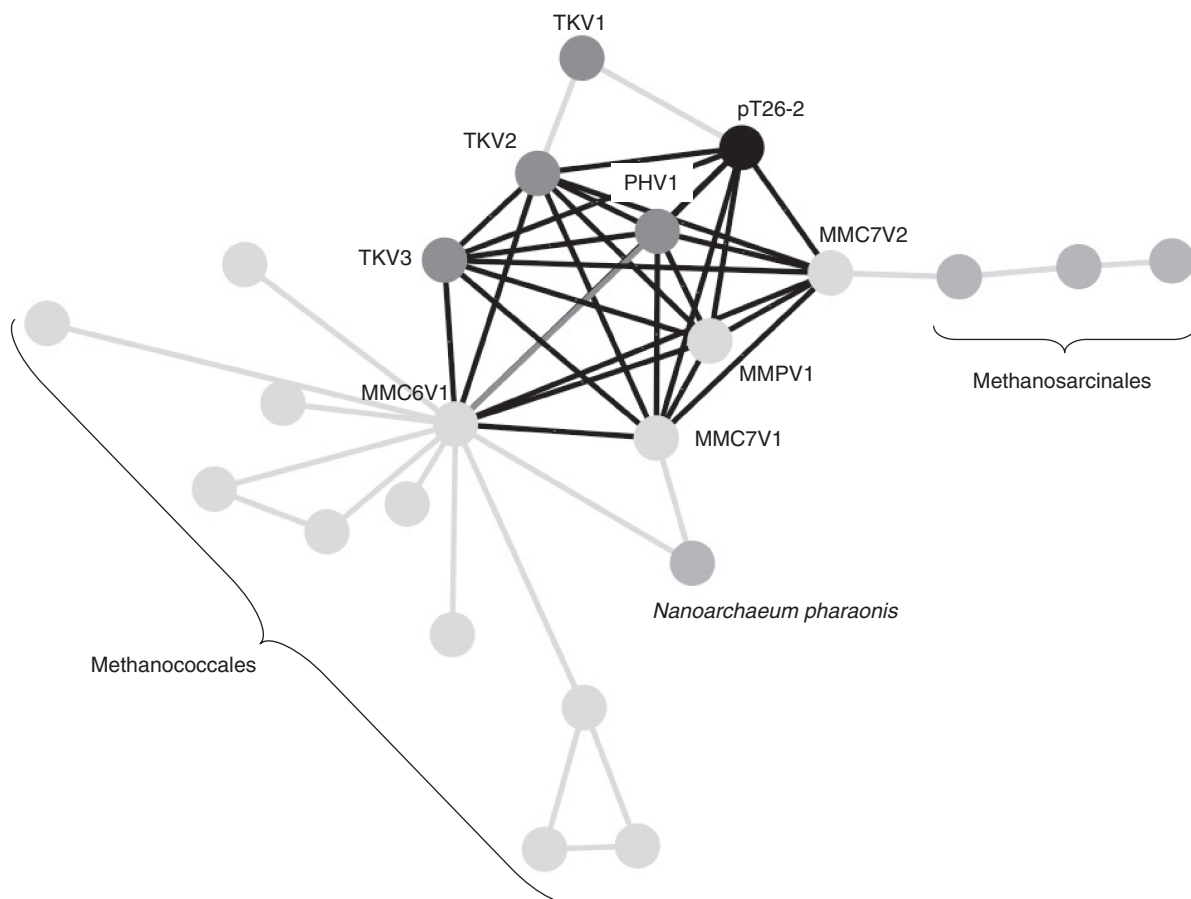 TKV1
pT26-2
TKV2
PHV1
MMC7V2
TKV3
MMPV1
Methanosarcinales
MMC6V1
MMC7V1
Nanoarchaeum pharaonis
Methanococcales